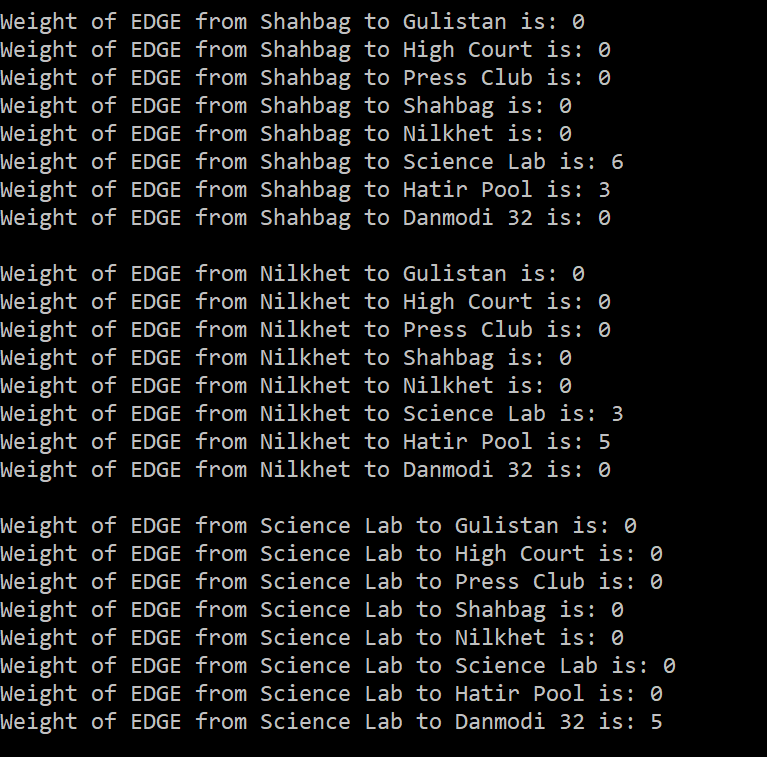 Weight of EDGE from Shahbag to Gulistan is: 0
Weight of EDGE from Shahbag to High Court is: 0
Weight of EDGE from Shahbag to Press Club is: 0
Weight of EDGE from Shahbag to Shahbag is: 0
Weight of EDGE from Shahbag to Nilkhet is: 0
Weight of EDGE from Shahbag to Science Lab is: 6
Weight of EDGE from Shahbag to Hatir Pool is: 3
Weight of EDGE from Shahbag to Danmodi 32 is: 0

Weight of EDGE from Nilkhet to Gulistan is: 0
Weight of EDGE from Nilkhet to High Court is: 0
Weight of EDGE from Nilkhet to Press Club is: 0
Weight of EDGE from Nilkhet to Shahbag is: 0
Weight of EDGE from Nilkhet to Nilkhet is: 0
Weight of EDGE from Nilkhet to Science Lab is: 3
Weight of EDGE from Nilkhet to Hatir Pool is: 5
Weight of EDGE from Nilkhet to Danmodi 32 is: 0

Weight of EDGE from Science Lab to Gulistan is: 0
Weight of EDGE from Science Lab to High Court is: 0
Weight of EDGE from Science Lab to Press Club is: 0
Weight of EDGE from Science Lab to Shahbag is: 0
Weight of EDGE from Science Lab to Nilkhet is: 0
Weight of EDGE from Science Lab to Science Lab is: 0
Weight of EDGE from Science Lab to Hatir Pool is: 0
Weight of EDGE from Science Lab to Danmodi 32 is: 5